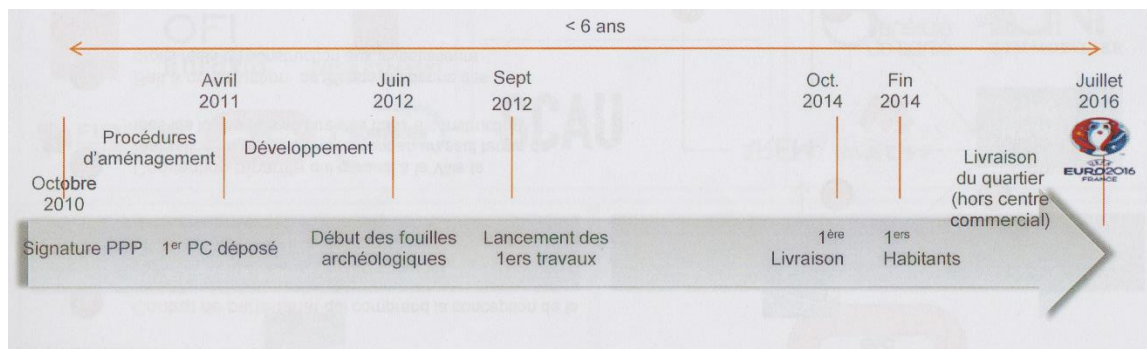 < 6 ans
Avril
2011
Juin
2012
Sept
2012
Oct.
2014
Fin
2014
Juillet
2016
Procédures
d'aménagement
Développement
Octobre
2010
Livraison
du quartier
(hors centre
commercial)
UEFA
EURO2016
FRANCE
Signature PPP
1er PC déposé
Début des fouilles
archéologiques
Lancement des
1ers travaux
1ère
Livraison
1ers
Habitants